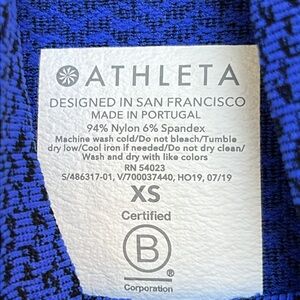 ATHLETA
DESIGNED IN SAN FRANCISCO
MADE IN PORTUGAL
94% Nylon 6% Spandex
Machine wash cold/Do not bleach/Tumble
dry low/Cool iron if needed/Do not dry clean/
Wash and dry with like colors
RN 54023
S/486317-01, V/700037440, HO19, 07/19
XS
Certified
B
®
Corporation